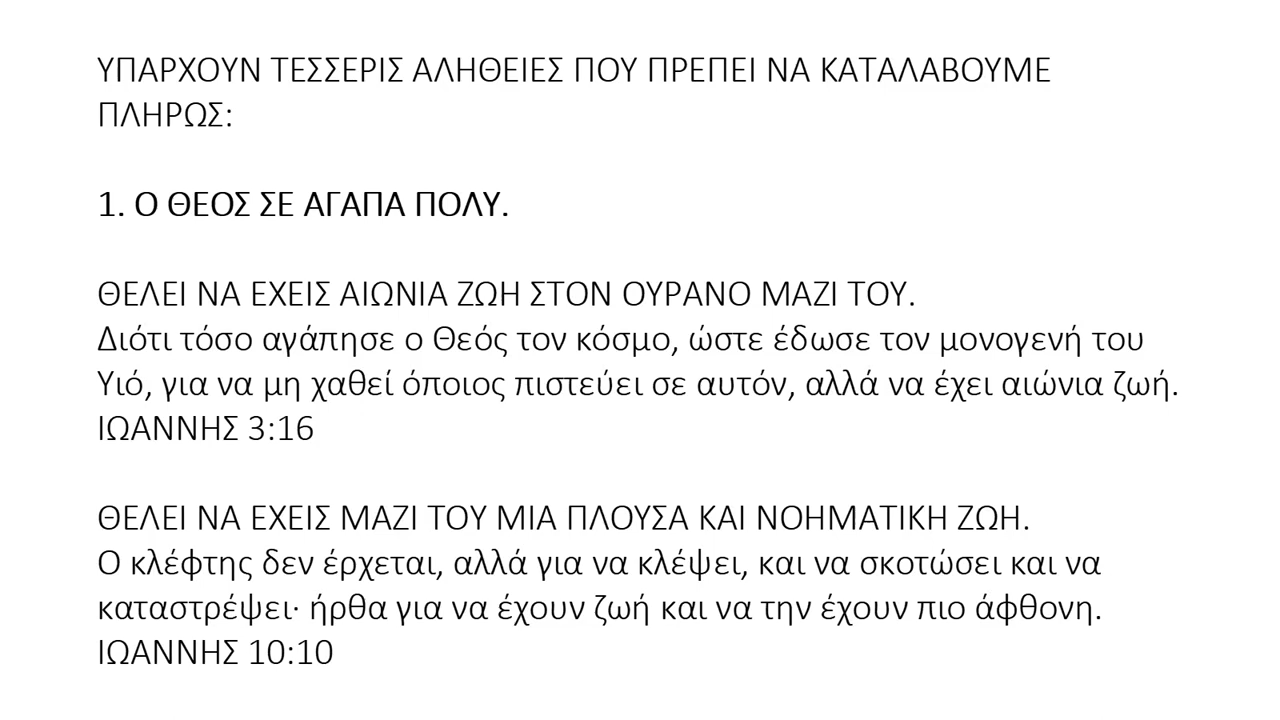 ΥΠΑΡΧΟΥΝ ΤΕΣΣΕΡΙΣ ΑΛΗΘΕΙΕΣ ΠΟΥ ΠΡΕΠΕΙ ΝΑ ΚΑΤΑΛΑΒΟΥΜΕ
ΠΛΗΡΩΣ:
1. Ο ΘΕΟΣ ΣΕ ΑΓΑΠΑ ΠΟΛΥ.
ΘΕΛΕΙ ΝΑ ΕΧΕΙΣ ΑΙΩΝΙΑ ΖΩΗ ΣΤΟΝ ΟΥΡΑΝΟ ΜΑΖΙ ΤΟΥ.
Διότι τόσο αγάπησε ο Θεός τον κόσμο, ώστε έδωσε τον μονογενή του
Υιό, για να μη χαθεί όποιος πιστεύει σε αυτόν, αλλά να έχει αιώνια ζωή.
ΙΩΑΝΝΗΣ 3:16
ΘΕΛΕΙ ΝΑ ΕΧΕΙΣ ΜΑΖΙ ΤΟΥ ΜΙΑ ΠΛΟΥΣΑ ΚΑΙ ΝΟΗΜΑΤΙΚΗ ΖΩΗ.
Ο κλέφτης δεν έρχεται, αλλά για να κλέψει, και να σκοτώσει και να
καταστρέψει· ήρθα για να έχουν ζωή και να την έχουν πιο άφθονη.
ΙΩΑΝΝΗΣ 10:10